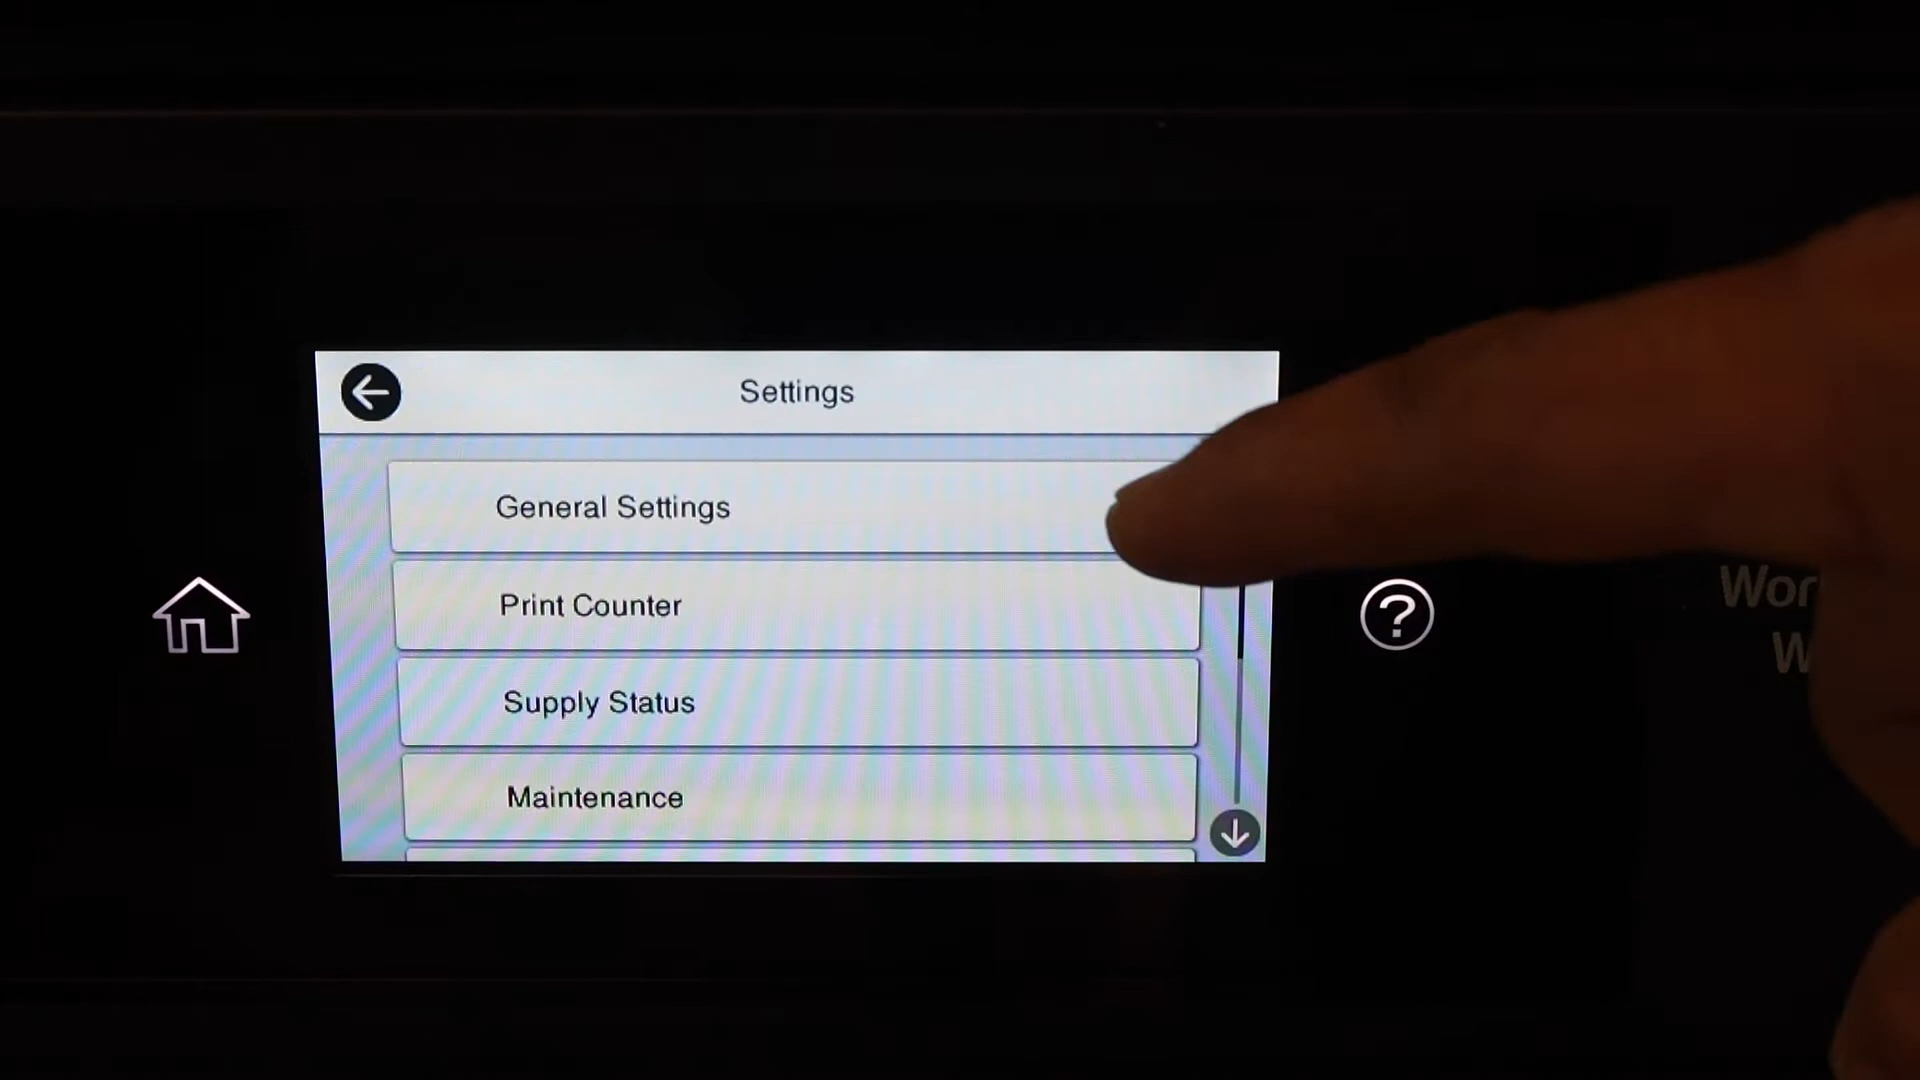 Settings
General Settings
Print Counter
Supply Status
Maintenance